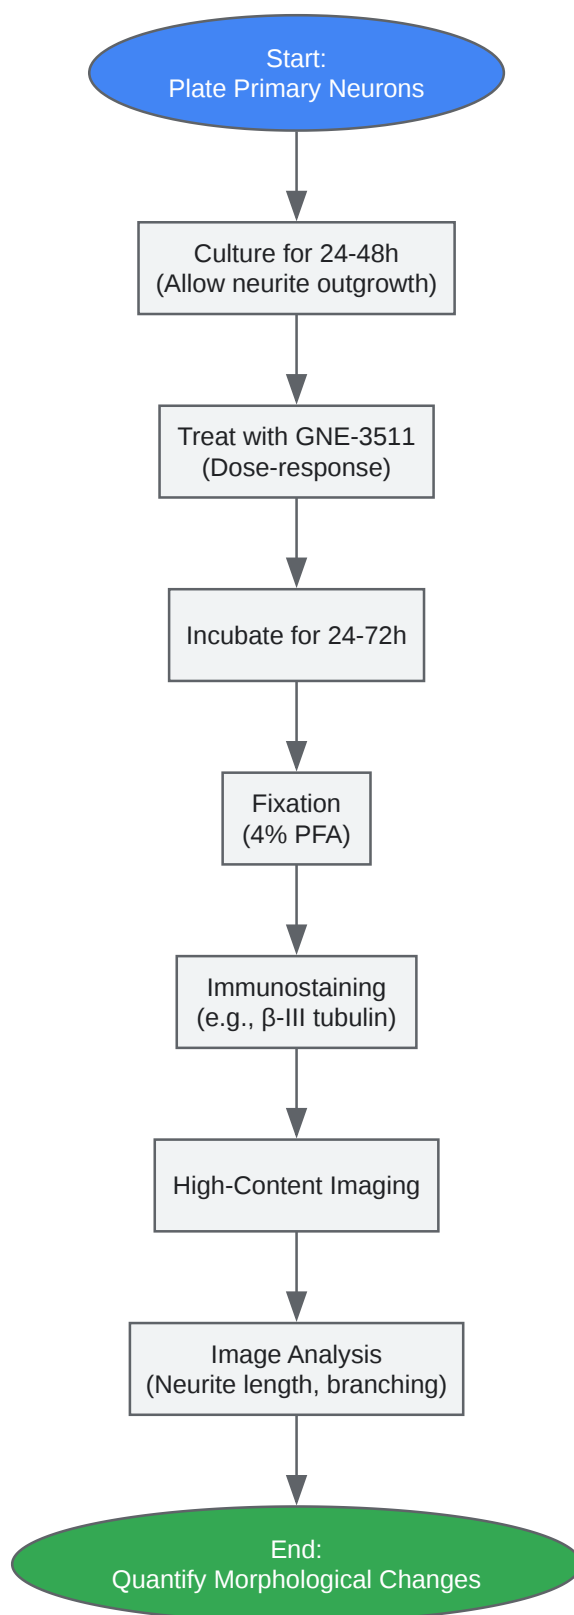 Start:
Plate Primary Neurons
Culture for 24-48h
(Allow neurite outgrowth)
Treat with GNE-3511
(Dose-response)
Incubate for 24-72h
Fixation
(4% PFA)
Immunostaining
(e.g., β-III tubulin)
High-Content Imaging
Image Analysis
(Neurite length, branching)
End:
Quantify Morphological Changes